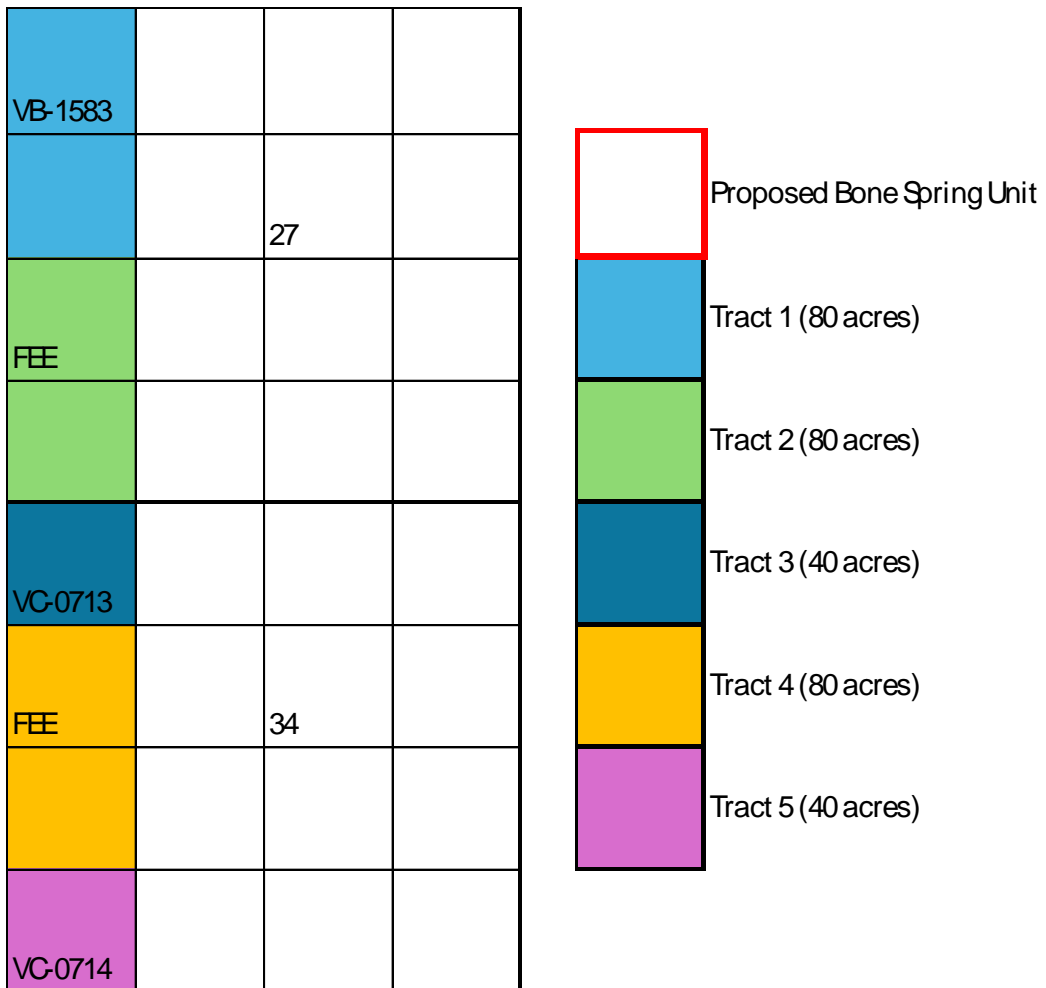 VB-1583
27
FEE
VC-0713
FEE
34
VC-0714
Proposed Bone Spring Unit
Tract 1 (80 acres)
Tract 2 (80 acres)
Tract 3 (40 acres)
Tract 4 (80 acres)
Tract 5 (40 acres)